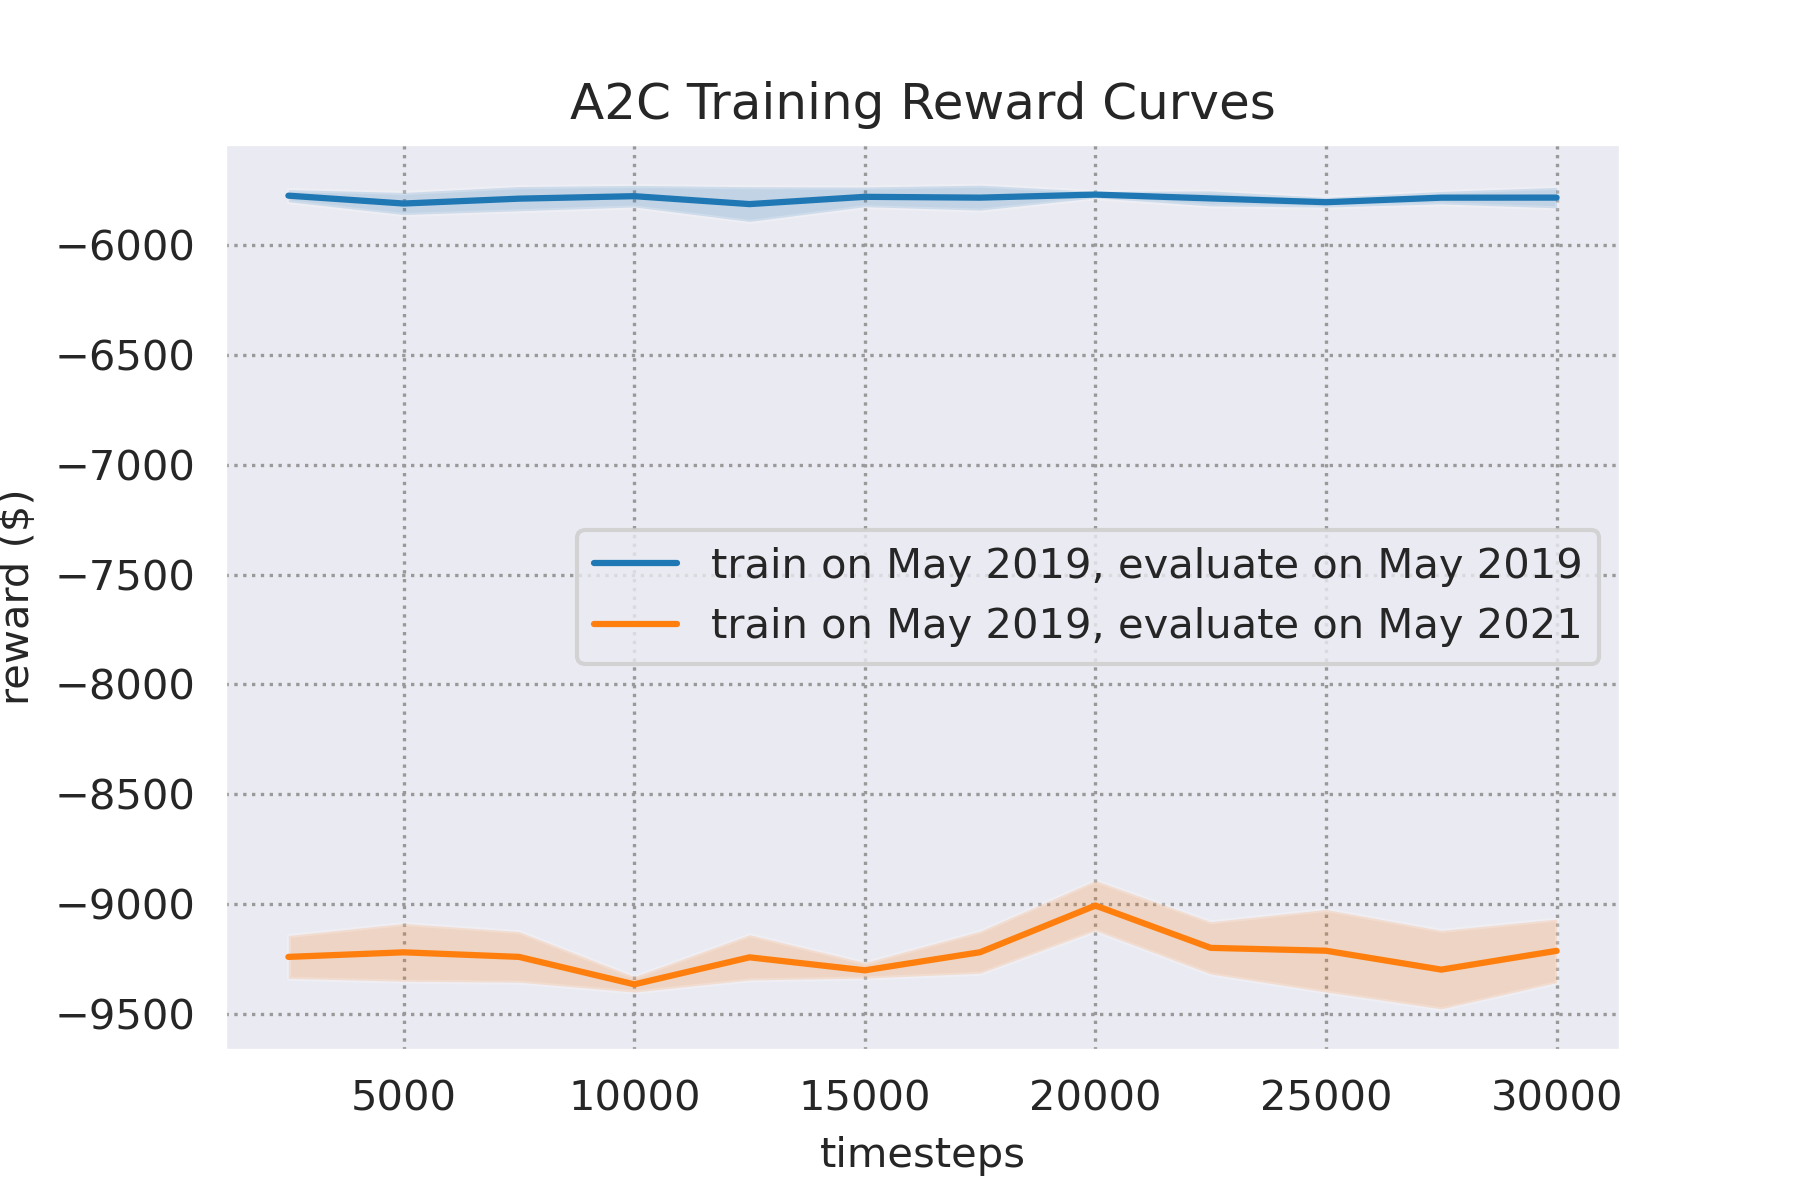 A2C Training Reward Curves
reward ($)
−6000
−6500
−7000
−7500
−8000
−8500
−9000
−9500
train on May 2019, evaluate on May 2019
train on May 2019, evaluate on May 2021
5000 10000 15000 20000 25000 30000
timesteps